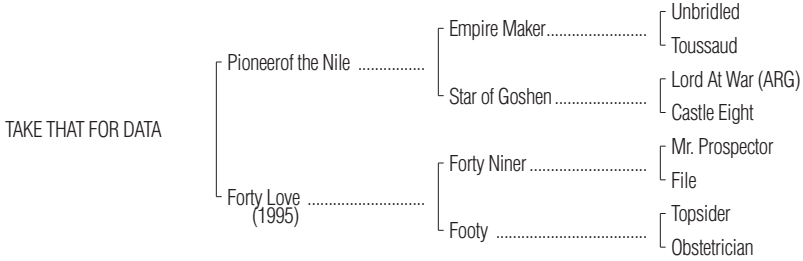 Unbridled
Empire Maker
Toussaud
Pioneerof the Nile
Lord At War (ARG)
Star of Goshen
Castle Eight
TAKE THAT FOR DATA
Mr. Prospector
Forty Niner
File
Forty Love
(1995)
Topsider
Footy
Obstetrician